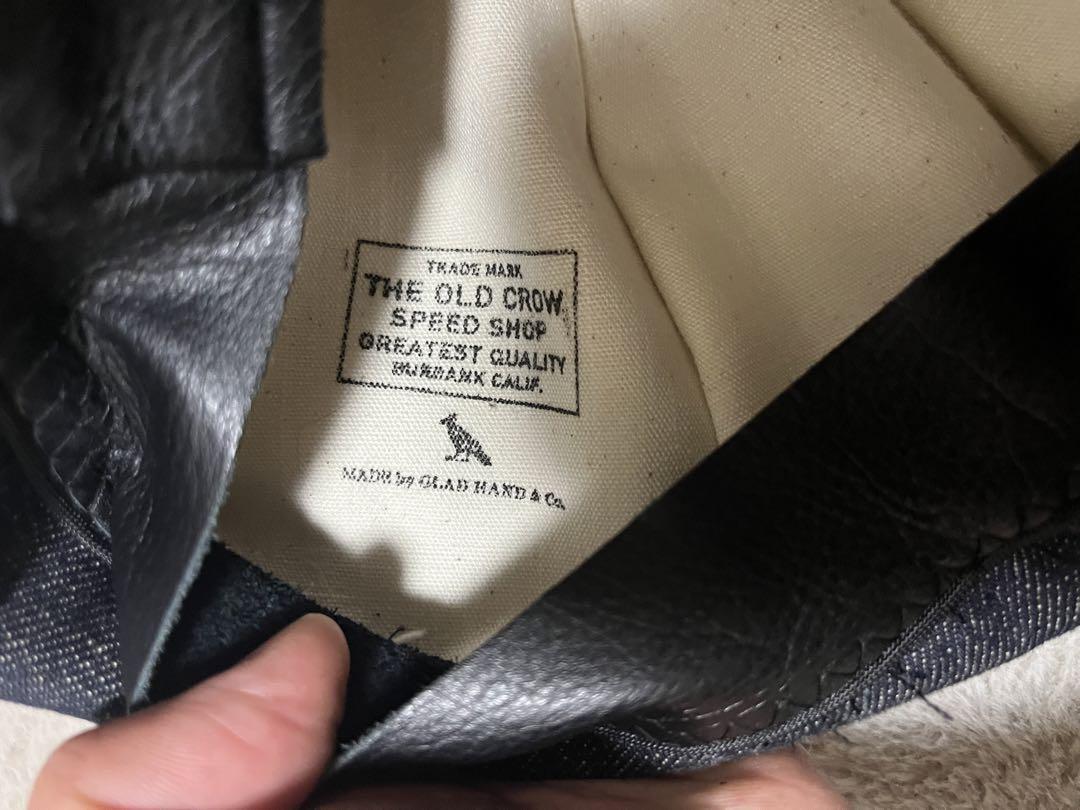 TRADE MARK
THE OLD CROW
SPEED SHOP
GREATEST QUALITY
BURBANK CALIF.
MADE by GLAD HAND & Co.